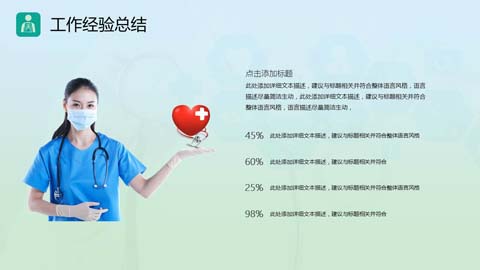 工作经验总结
点击添加标题
此处添加详细文本描述，建议与标题相关并符合整体语言风格，语言
描述尽量简洁生动，此处添加详细文本描述，建议与标题相关并符合
整体语言风格，语言描述尽量简洁生动，
45% 此处添加详细文本描述，建议与标题相关并符合整体语言风格
60% 此处添加详细文本描述，建议与标题相关并符合
25% 此处添加详细文本描述，建议与标题相关并符合整体语言风格
98% 此处添加详细文本描述，建议与标题相关并符合